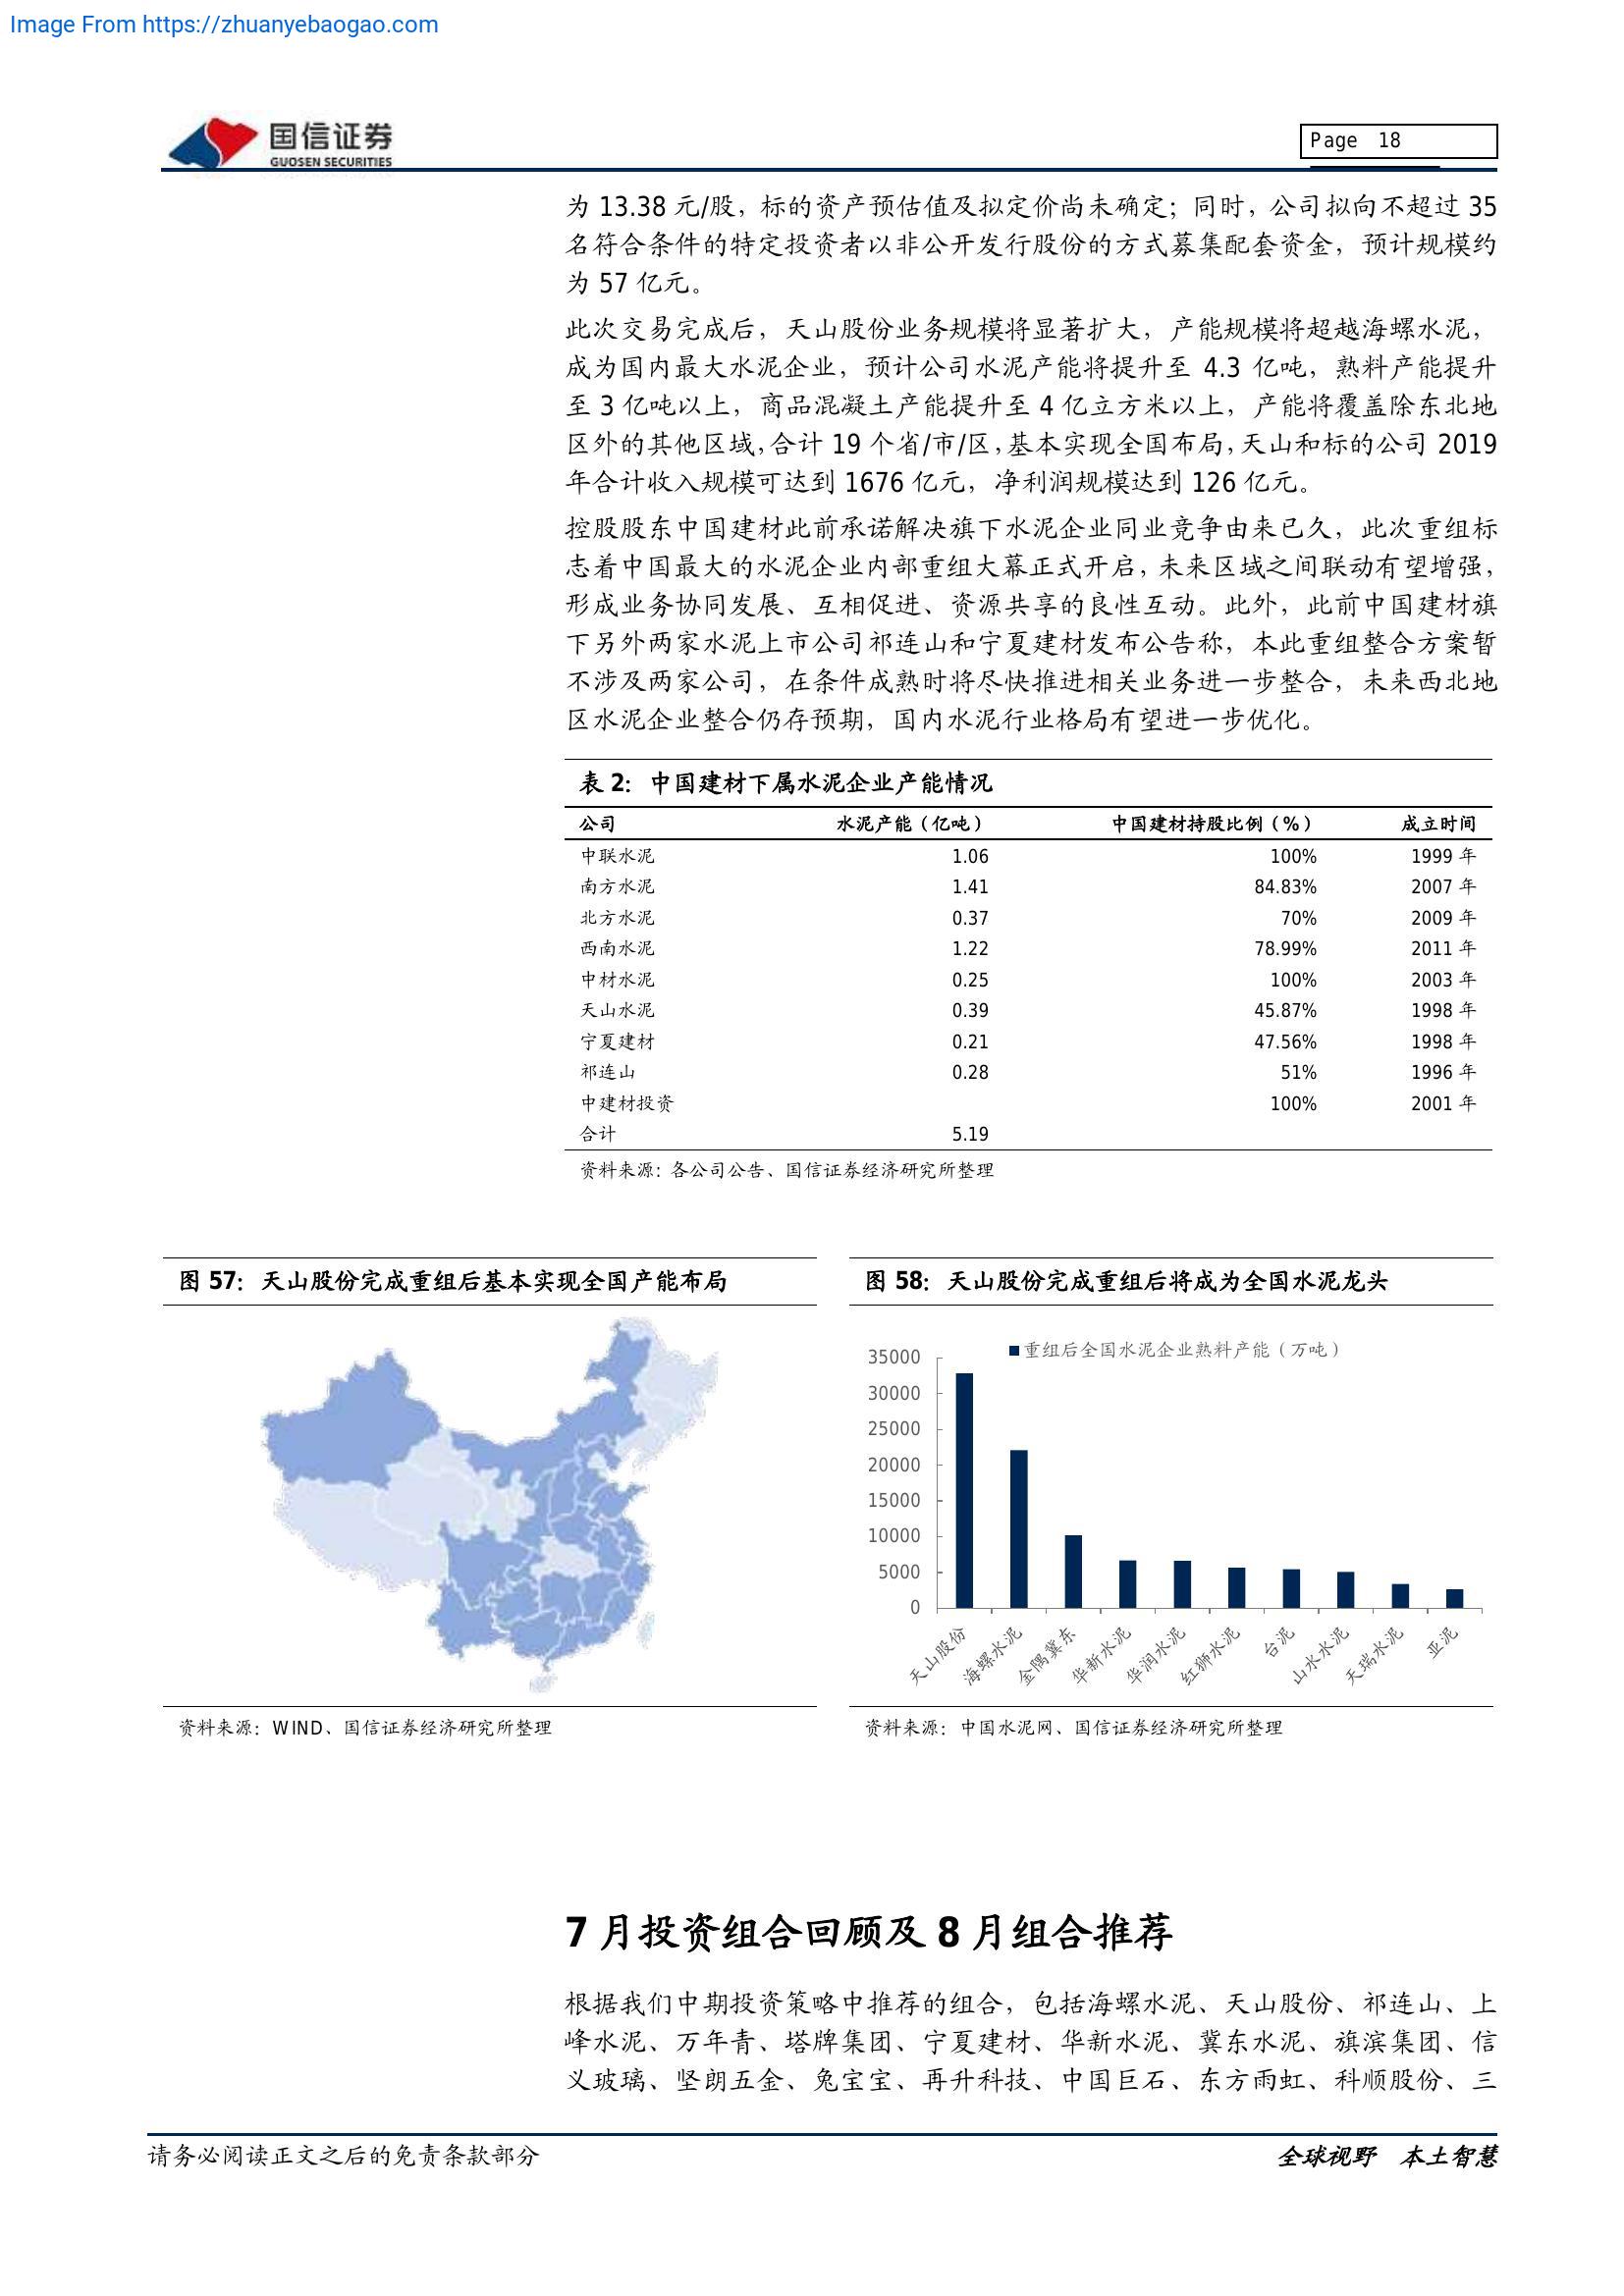 Image From https://zhuanyebaogao.com
国信证券
GUOSEN SECURITIES
Page 18
为 13.38 元/股，标的资产预估值及拟定价尚未确定；同时，公司拟向不超过 35
名符合条件的特定投资者以非公开发行股份的方式募集配套资金，预计规模约
为 57 亿元。
此次交易完成后，天山股份业务规模将显著扩大，产能规模将超越海螺水泥，
成为国内最大水泥企业，预计公司水泥产能将提升至 4.3 亿吨，熟料产能提升
至 3 亿吨以上，商品混凝土产能提升至 4 亿立方米以上，产能将覆盖除东北地
区外的其他区域，合计 19 个省/市/区，基本实现全国布局，天山和标的公司 2019
年合计收入规模可达到 1676 亿元，净利润规模达到 126 亿元。
控股股东中国建材此前承诺解决旗下水泥企业同业竞争由来已久，此次重组标
志着中国最大的水泥企业内部重组大幕正式开启，未来区域之间联动有望增强，
形成业务协同发展、互相促进、资源共享的良性互动。此外，此前中国建材旗
下另外两家水泥上市公司祁连山和宁夏建材发布公告称，本此重组整合方案暂
不涉及两家公司，在条件成熟时将尽快推进相关业务进一步整合，未来西北地
区水泥企业整合仍存预期，国内水泥行业格局有望进一步优化。
表 2：中国建材下属水泥企业产能情况
公司 水泥产能（亿吨） 中国建材持股比例（%） 成立时间
中联水泥 1.06 100% 1999 年
南方水泥 1.41 84.83% 2007 年
北方水泥 0.37 70% 2009 年
西南水泥 1.22 78.99% 2011 年
中材水泥 0.25 100% 2003 年
天山水泥 0.39 45.87% 1998 年
宁夏建材 0.21 47.56% 1998 年
祁连山 0.28 51% 1996 年
中建材投资 100% 2001 年
合计 5.19
资料来源：各公司公告、国信证券经济研究所整理
图 57：天山股份完成重组后基本实现全国产能布局
资料来源：WIND、国信证券经济研究所整理
图 58：天山股份完成重组后将成为全国水泥龙头
重组后全国水泥企业熟料产能（万吨）
35000
30000
25000
20000
15000
10000
5000
0
天山股份
海螺水泥
金隅冀东
华新水泥
华润水泥
红狮水泥
台泥
山水水泥
天瑞水泥
亚泥
资料来源：中国水泥网、国信证券经济研究所整理
7 月投资组合回顾及 8 月组合推荐
根据我们中期投资策略中推荐的组合，包括海螺水泥、天山股份、祁连山、上
峰水泥、万年青、塔牌集团、宁夏建材、华新水泥、冀东水泥、旗滨集团、信
义玻璃、坚朗五金、兔宝宝、再升科技、中国巨石、东方雨虹、科顺股份、三
请务必阅读正文之后的免责条款部分
全球视野 本土智慧